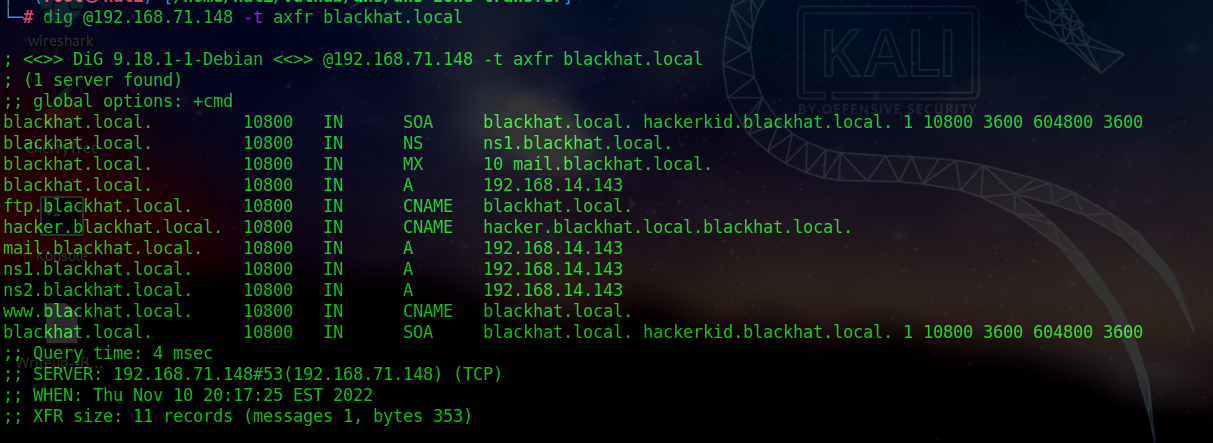 └─# dig @192.168.71.148 -t axfr blackhat.local
wireshark
; <<>> DiG 9.18.1-1-Debian <<>> @192.168.71.148 -t axfr blackhat.local
; (1 server found)
;; global options: +cmd
KALI
BY OFFENSIVE SECURITY
blackhat.local. 10800 IN SOA blackhat.local. hackerkid.blackhat.local. 1 10800 3600 604800 3600
blackhat.local. 10800 IN NS ns1.blackhat.local.
CherryTree
blackhat.local. 10800 IN MX 10 mail.blackhat.local.
blackhat.local. 10800 IN A 192.168.14.143
ftp.blackhat.local. 10800 IN CNAME blackhat.local.
hacker.blackhat.local. 10800 IN CNAME hacker.blackhat.local.blackhat.local.
mail.blackhat.local. 10800 IN A 192.168.14.143
Konsole
ns1.blackhat.local. 10800 IN A 192.168.14.143
ns2.blackhat.local. 10800 IN A 192.168.14.143
www.blackhat.local. 10800 IN CNAME blackhat.local.
blackhat.local. 10800 IN SOA blackhat.local. hackerkid.blackhat.local. 1 10800 3600 604800 3600
;; Query time: 4 msec
;; SERVER: 192.168.71.148#53(192.168.71.148) (TCP)
;; WHEN: Thu Nov 10 20:17:25 EST 2022
;; XFR size: 11 records (messages 1, bytes 353)